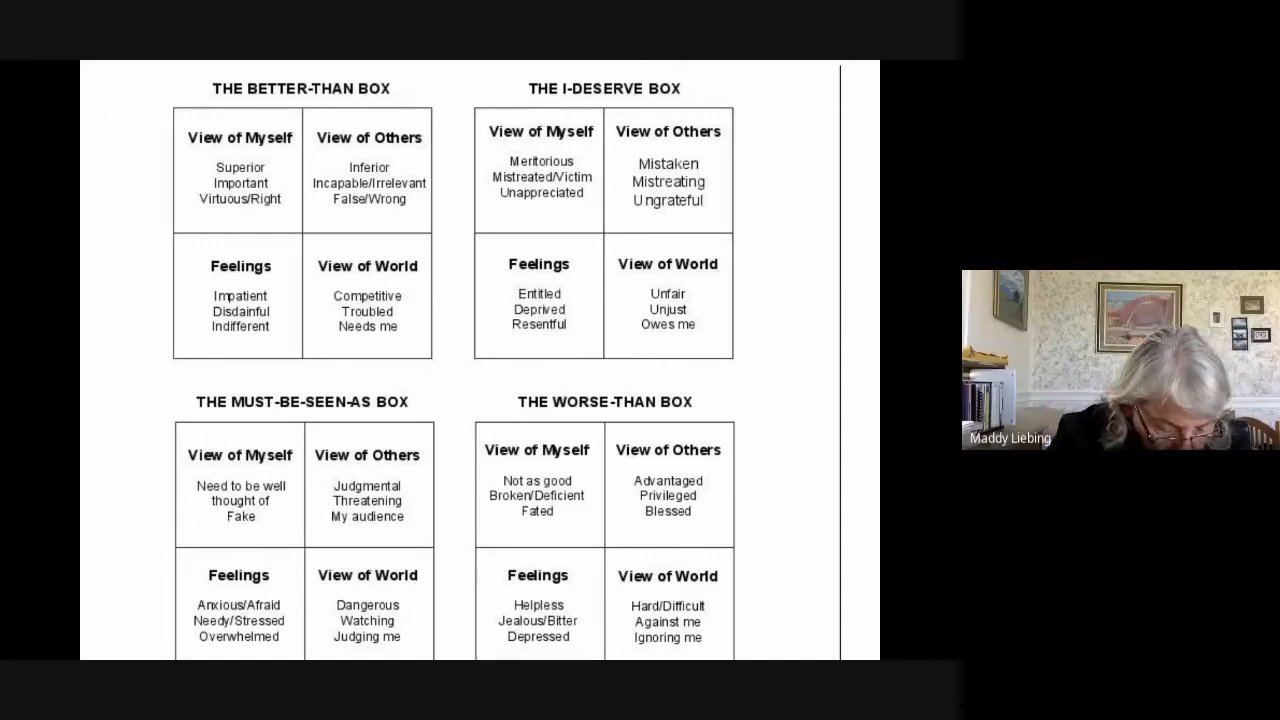 THE BETTER-THAN BOX
View of Myself
Superior
Important
Virtuous/Right
View of Others
Inferior
Incapable/Irrelevant
False/Wrong
Feelings
Impatient
Disdainful
Indifferent
View of World
Competitive
Troubled
Needs me
THE I-DESERVE BOX
View of Myself
Meritorious
Mistreated/Victim
Unappreciated
View of Others
Mistaken
Mistreating
Ungrateful
Feelings
Entitled
Deprived
Resentful
View of World
Unfair
Unjust
Owes me
THE MUST-BE-SEEN-AS BOX
View of Myself
Need to be well
thought of
Fake
View of Others
Judgmental
Threatening
My audience
Feelings
Anxious/Afraid
Needy/Stressed
Overwhelmed
View of World
Dangerous
Watching
Judging me
THE WORSE-THAN BOX
View of Myself
Not as good
Broken/Deficient
Fated
View of Others
Advantaged
Privileged
Blessed
Feelings
Helpless
Jealous/Bitter
Depressed
View of World
Hard/Difficult
Against me
Ignoring me
Maddy Liebing